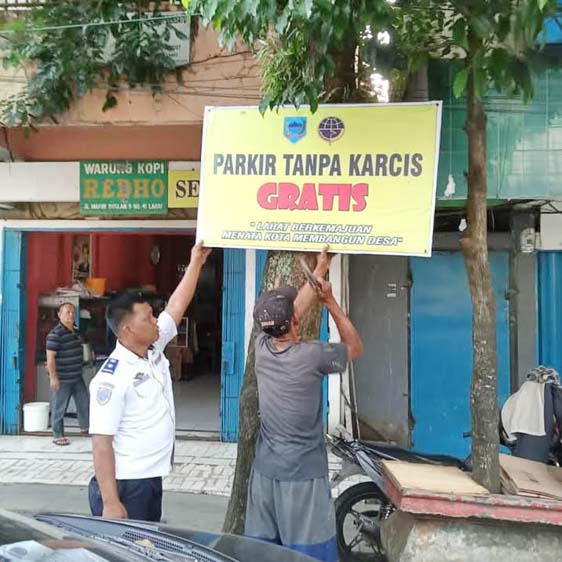 PARKIR TANPA KARCIS
GRATIS
"LAHAT BERKEMAJUAN
MENATA KOTA MEMBANGUN DESA"
WARUNG KOPI
REDHO
SE